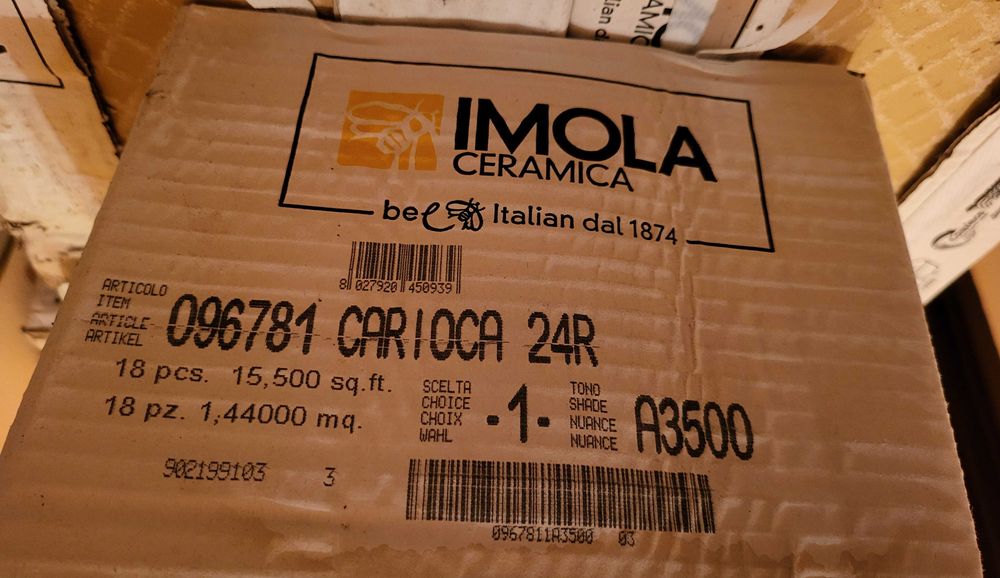 IMOLA
CERAMICA
bee Italian dal 1874
8 027920 450939
ARTICOLO
ITEM
ARTICLE
ARTIKEL
096781 CARIOCA 24R
18 pcs. 15,500 sq.ft.
18 pz. 1,44000 mq.
SCELTA
CHOICE
CHOIX
WAHL
-1-
TONO
SHADE
NUANCE
NUANCE
A3500
902199103 3
0967811A3500 03